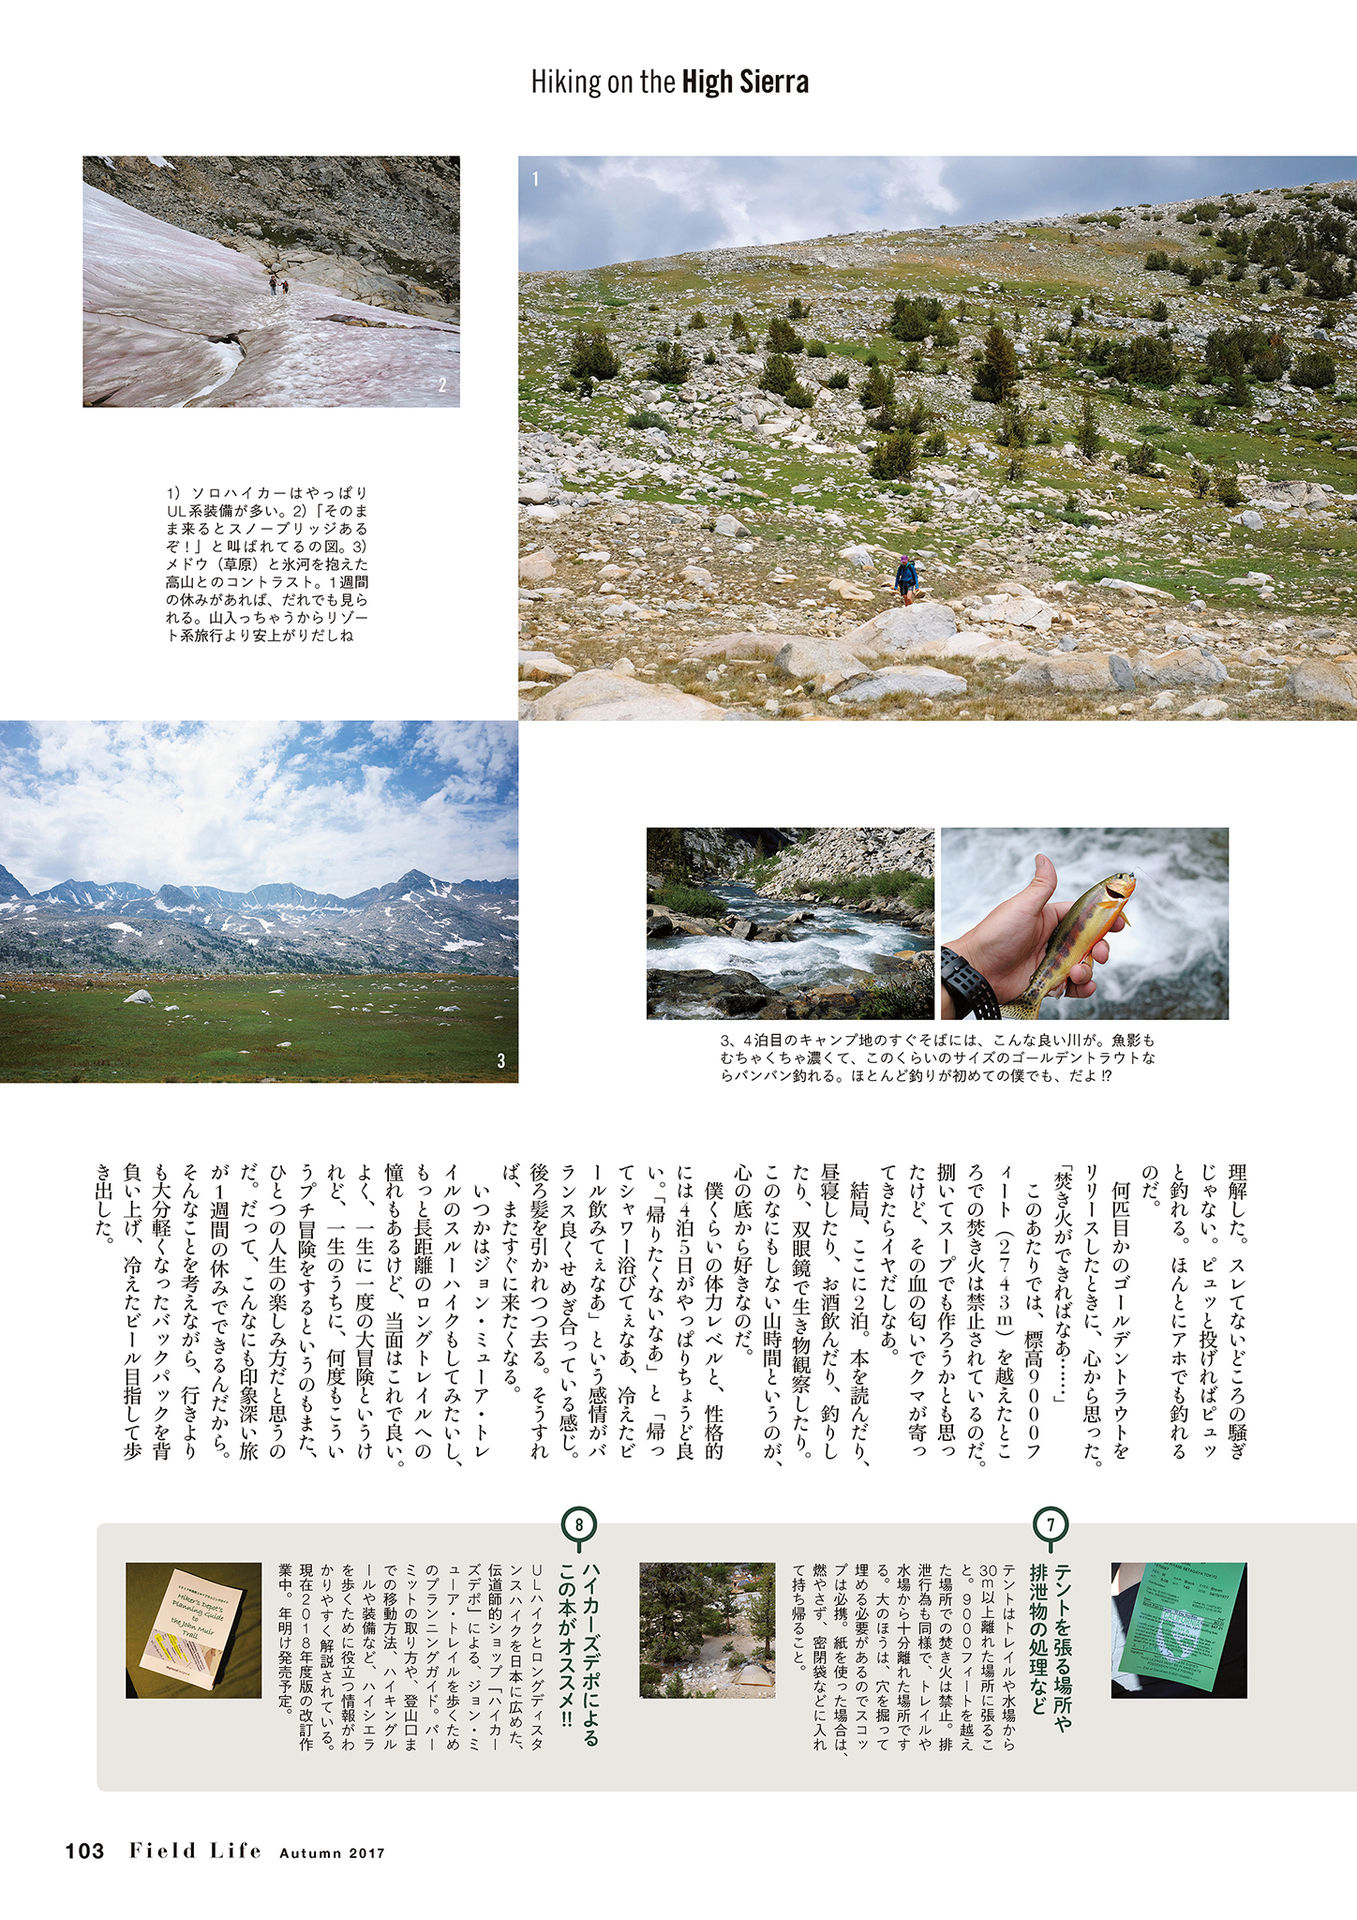 Hiking on the High Sierra
1
2
1）ソロハイカーはやっぱり
UL系装備が多い。2）「そのまま
ま来るとスノーブリッジある
ぞ！」と叫ばれてるの図。3）
メドウ（草原）と氷河を抱えた
高山とのコントラスト。1週間
の休みがあれば、だれでも見ら
れる。山入っちゃうからリゾー
ト系旅行より安上がりだしね
3
3、4泊目のキャンプ地のすぐそばには、こんな良い川が。魚影も
むちゃくちゃ濃くて、このくらいのサイズのゴールデントラウトな
らバンバン釣れる。ほとんど釣りが初めての僕でも、だよ!?
理解した。スレてないどころの騒ぎ
じゃない。ピュッと投げればピュッ
と釣れる。ほんとにアホでも釣れる
のだ。
何匹目かのゴールデントラウトを
リリースしたときに、心から思った。
「焚き火ができればなあ……」
このあたりでは、標高9000フ
ィート（2743m）を越えたとこ
ろでの焚き火は禁止されているのだ。
捌いてスープでも作ろうかとも思っ
たけど、その血の匂いでクマが寄っ
てきたらイヤだしなあ。
結局、ここに2泊。本を読んだり、
昼寝したり、お酒飲んだり、釣りし
たり、双眼鏡で生き物観察したり。
このなにもしない山時間というのが、
心の底から好きなのだ。
僕くらいの体力レベルと、性格的
には4泊5日がやっぱりちょうど良
い。「帰りたくないなあ」と「帰っ
てシャワー浴びてぇなあ、冷えたビ
ール飲みてぇなあ」という感情がバ
ランス良くせめぎ合っている感じ。
後ろ髪を引かれつつ去る。そうすれ
ば、またすぐに来たくなる。
いつかはジョン・ミューア・トレ
イルのスルーハイクもしてみたいし、
もっと長距離のロングトレイルへの
憧れもあるけど、当面はこれで良い。
よく、一生に一度の大冒険というけ
れど、一生のうちに、何度もこうい
うプチ冒険をするというのもまた、
ひとつの人生の楽しみ方だと思うの
だ。だって、こんなにも印象深い旅
が1週間の休みでできるんだから。
そんなことを考えながら、行きより
も大分軽くなったバックパックを背
負い上げ、冷えたビール目指して歩
き出した。
7
テントを張る場所や
排泄物の処理など
テントはトレイルや水場から
30m以上離れた場所に張るこ
と。9000フィートを越え
た場所での焚き火は禁止。排
泄行為も同様で、トレイルや
水場から十分離れた場所です
る。大のほうは、穴を掘って
埋める必要があるのでスコッ
プは必携。紙を使った場合は、
燃やさず、密閉袋などに入れ
て持ち帰ること。
8
ハイカーズデポによる
この本がオススメ!!
ULハイクとロングディスタ
ンスハイクを日本に広めた、
伝道師的ショップ「ハイカー
ズデポ」による、ジョン・ミ
ューア・トレイルを歩くため
のプランニングガイド。パー
ミットの取り方や、登山口ま
での移動方法、ハイキングル
ールや装備など、ハイシエラ
を歩くために役立つ情報がわ
かりやすく解説されている。
現在2018年度版の改訂作
業中。年明け発売予定。
Hiker's Depot's
Planning Guide
to
the John Muir
Trail
103 Field Life Autumn 2017